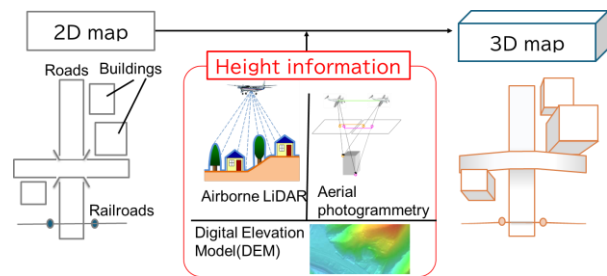 2D map
3D map
Height information
Roads
Buildings
Railroads
Airborne LiDAR
Aerial
photogrammetry
Digital Elevation
Model(DEM)